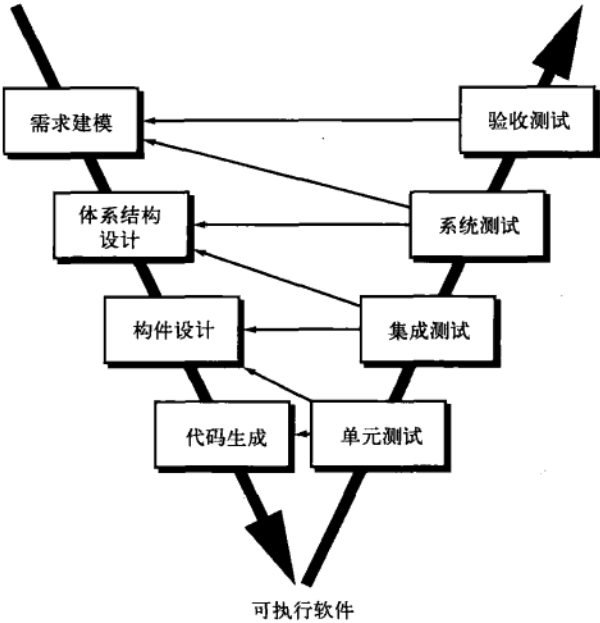 需求建模
验收测试
体系结构
设计
系统测试
构件设计
集成测试
代码生成
单元测试
可执行软件